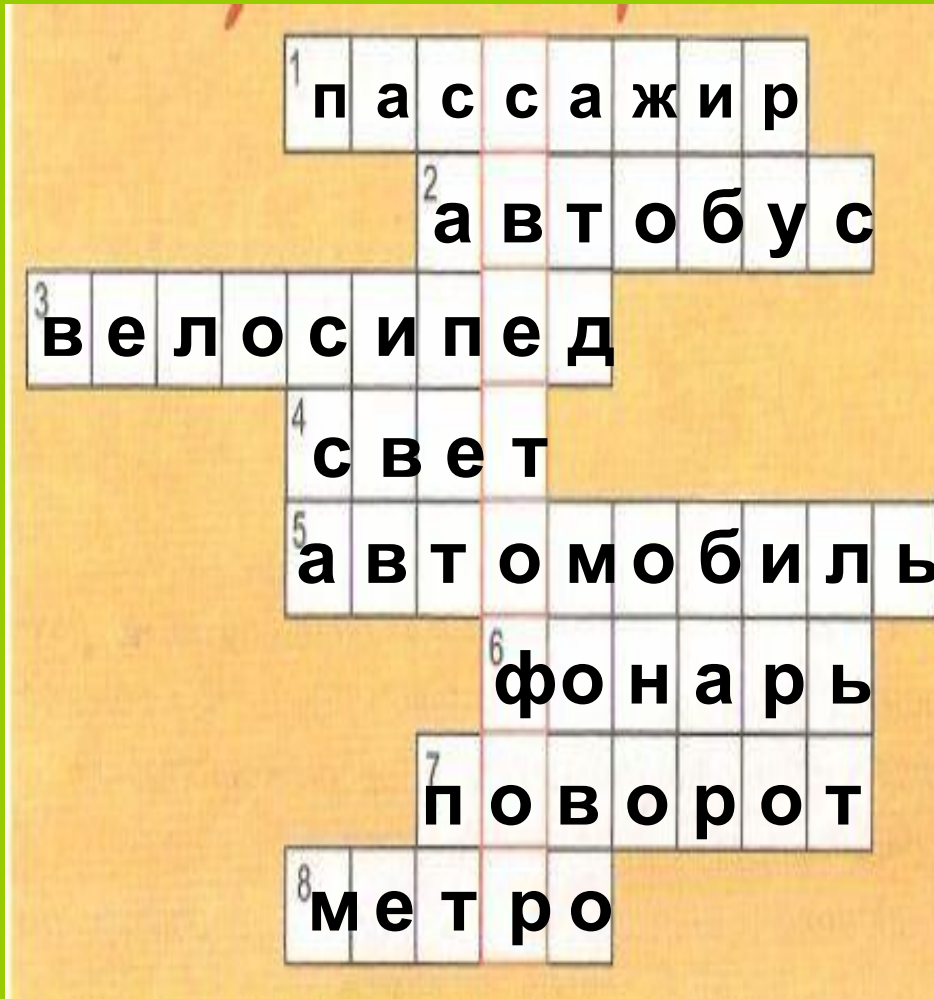 1 пассажир
2 автобус
3 велосипед
4 свет
5 автомобиль
6 фонарь
7 поворот
8 метро